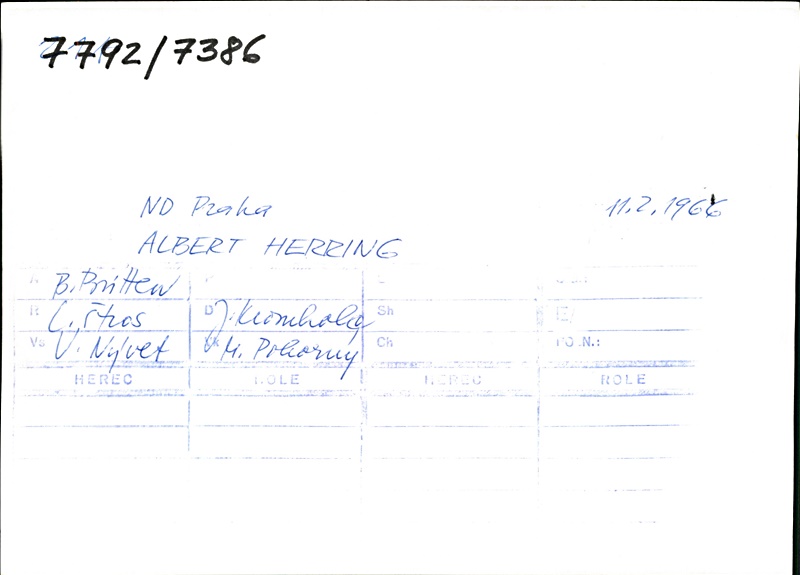 7792/7386
ND Praha 11.2.1966
ALBERT HERRING
A B. Britten
R L. Štros D J. Krombholc Sh
Vs V. Nývlt M. Pokorný Ch
HEREC ROLE HEREC ROLE